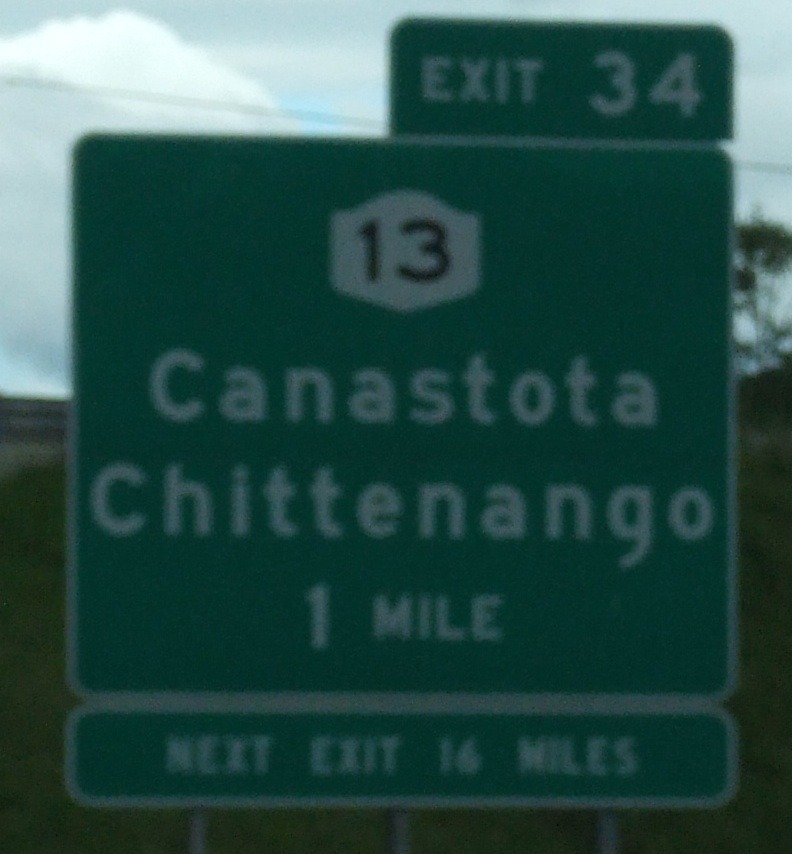 EXIT 34
13
Canastota
Chittenango
1 MILE
NEXT EXIT 16 MILES